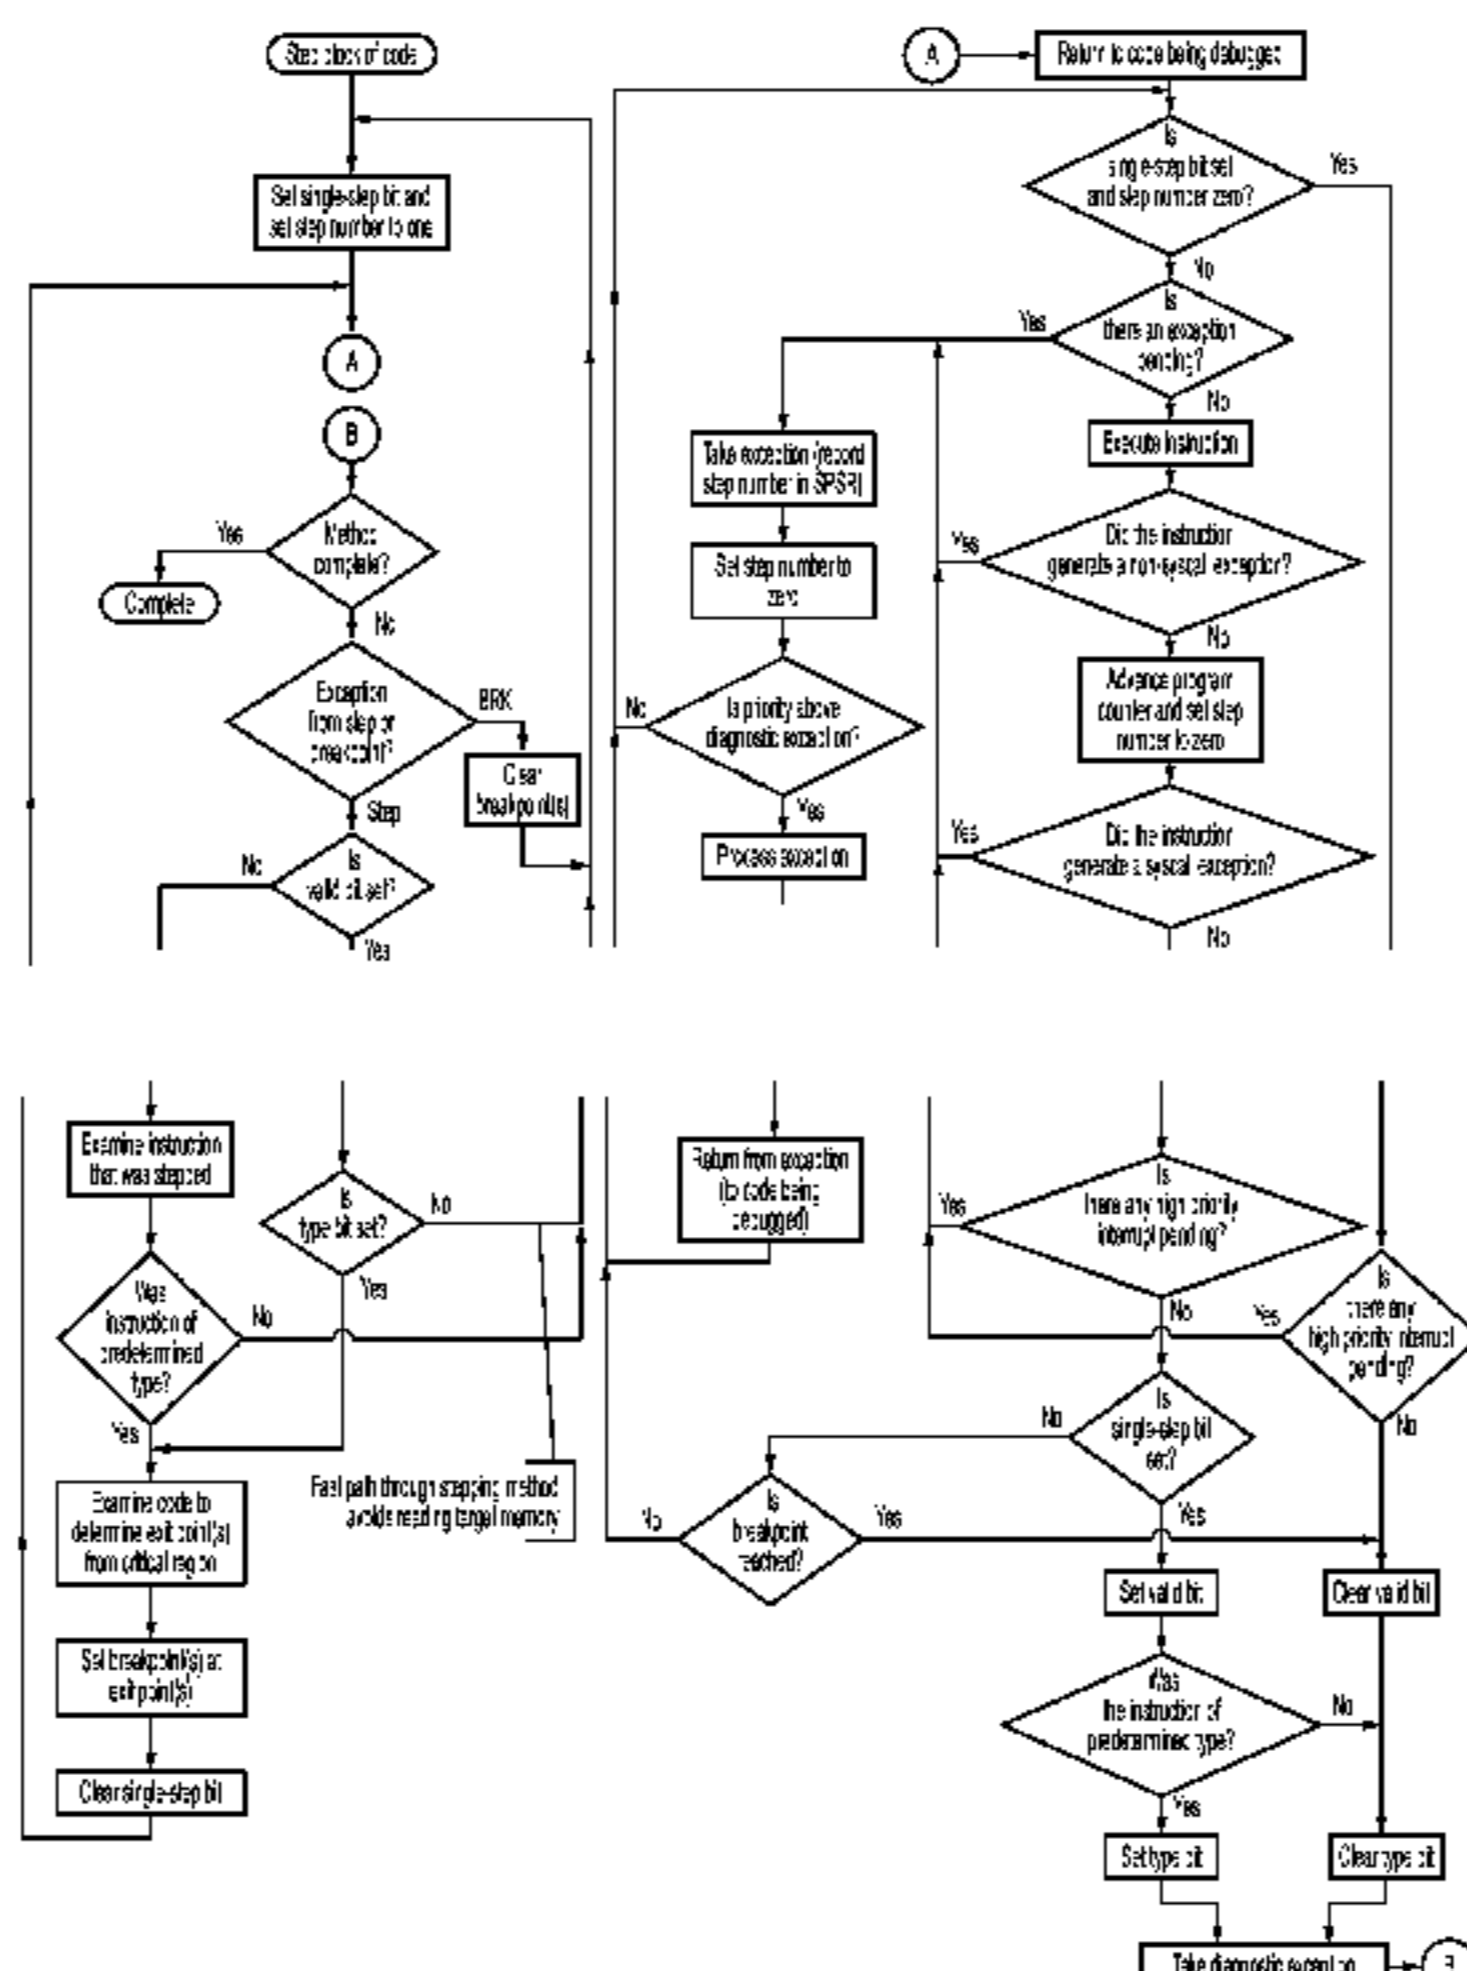 Step block of code
Set single-step bit and
set step number to one
A
B
Method
complete?
Yes
Complete
No
Exception
from step or
breakpoint?
BRK
Clear
breakpoint(s)
Step
Is
valid bit set?
No
Yes
A
Return to code being debugged
Is
single-step bit set
and step number zero?
Yes
No
Is
there an exception
pending?
Yes
No
Take exception (record
step number in SPSR)
Set step number to
zero
Is priority above
diagnostic exception?
No
Yes
Process exception
Execute instruction
Did the instruction
generate a non-syscall exception?
Yes
No
Advance program
counter and set step
number to zero
Did the instruction
generate a syscall exception?
Yes
No
Examine instruction
that was stepped
Was
instruction of
predetermined
type?
No
Yes
Is
type bit set?
No
Yes
Fast path through stepping method
avoids reading target memory
Examine code to
determine exit point(s)
from critical region
Set breakpoint(s) at
exit point(s)
Clear single-step bit
Return from exception
(to code being
debugged)
Is
there any high priority
interrupt pending?
Yes
No
Is
there any
high priority interrupt
pending?
Yes
No
Is
single-step bit
set?
No
Yes
Is
breakpoint
reached?
No
Yes
Set valid bit
Clear valid bit
Was
the instruction of
predetermined type?
No
Yes
Set type bit
Clear type bit
Take diagnostic exception
B